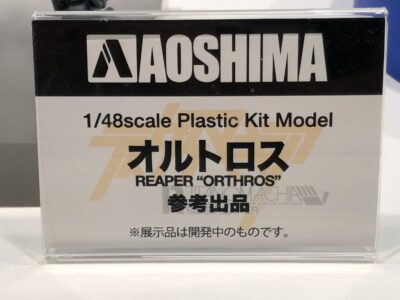 AOSHIMA
1/48scale Plastic Kit Model
オルトロス
REAPER “ORTHROS”
参考出品
※展示品は開発中のものです。